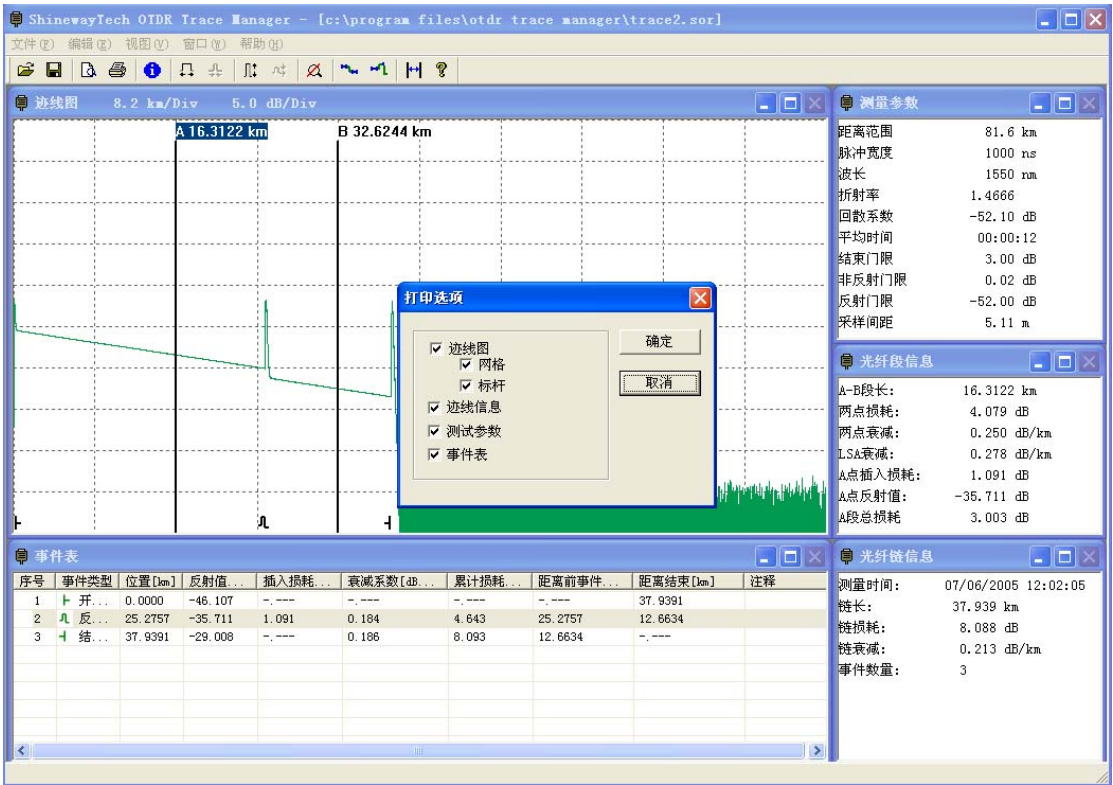 ShinewayTech OTDR Trace Manager - [c:\program files\otdr trace manager\trace2.sor]
文件(F) 编辑(E) 视图(V) 窗口(W) 帮助(H)
迹线图 8.2 km/Div 5.0 dB/Div
A 16.3122 km B 32.6244 km
测量参数
距离范围 81.6 km
脉冲宽度 1000 ns
波长 1550 nm
折射率 1.4666
回散系数 -52.10 dB
平均时间 00:00:12
结束门限 3.00 dB
非反射门限 0.02 dB
反射门限 -52.00 dB
采样间距 5.11 m
打印选项
迹线图
网格
标杆
迹线信息
测试参数
事件表
确定
取消
光纤段信息
A-B段长: 16.3122 km
两点损耗: 4.079 dB
两点衰减: 0.250 dB/km
LSA衰减: 0.278 dB/km
A点插入损耗: 1.091 dB
A点反射值: -35.711 dB
A段总损耗 3.003 dB
事件表
序号 事件类型 位置[km] 反射值... 插入损耗... 衰减系数[dB... 累计损耗... 距离前事件... 距离结束[km] 注释
1 开... 0.0000 -46.107 -.--- -.--- -.--- -.--- 37.9391
2 反... 25.2757 -35.711 1.091 0.184 4.643 25.2757 12.6634
3 结... 37.9391 -29.008 0.186 8.093 12.6634 -.---
光纤链信息
测量时间: 07/06/2005 12:02:05
链长: 37.939 km
链损耗: 8.088 dB
链衰减: 0.213 dB/km
事件数量: 3